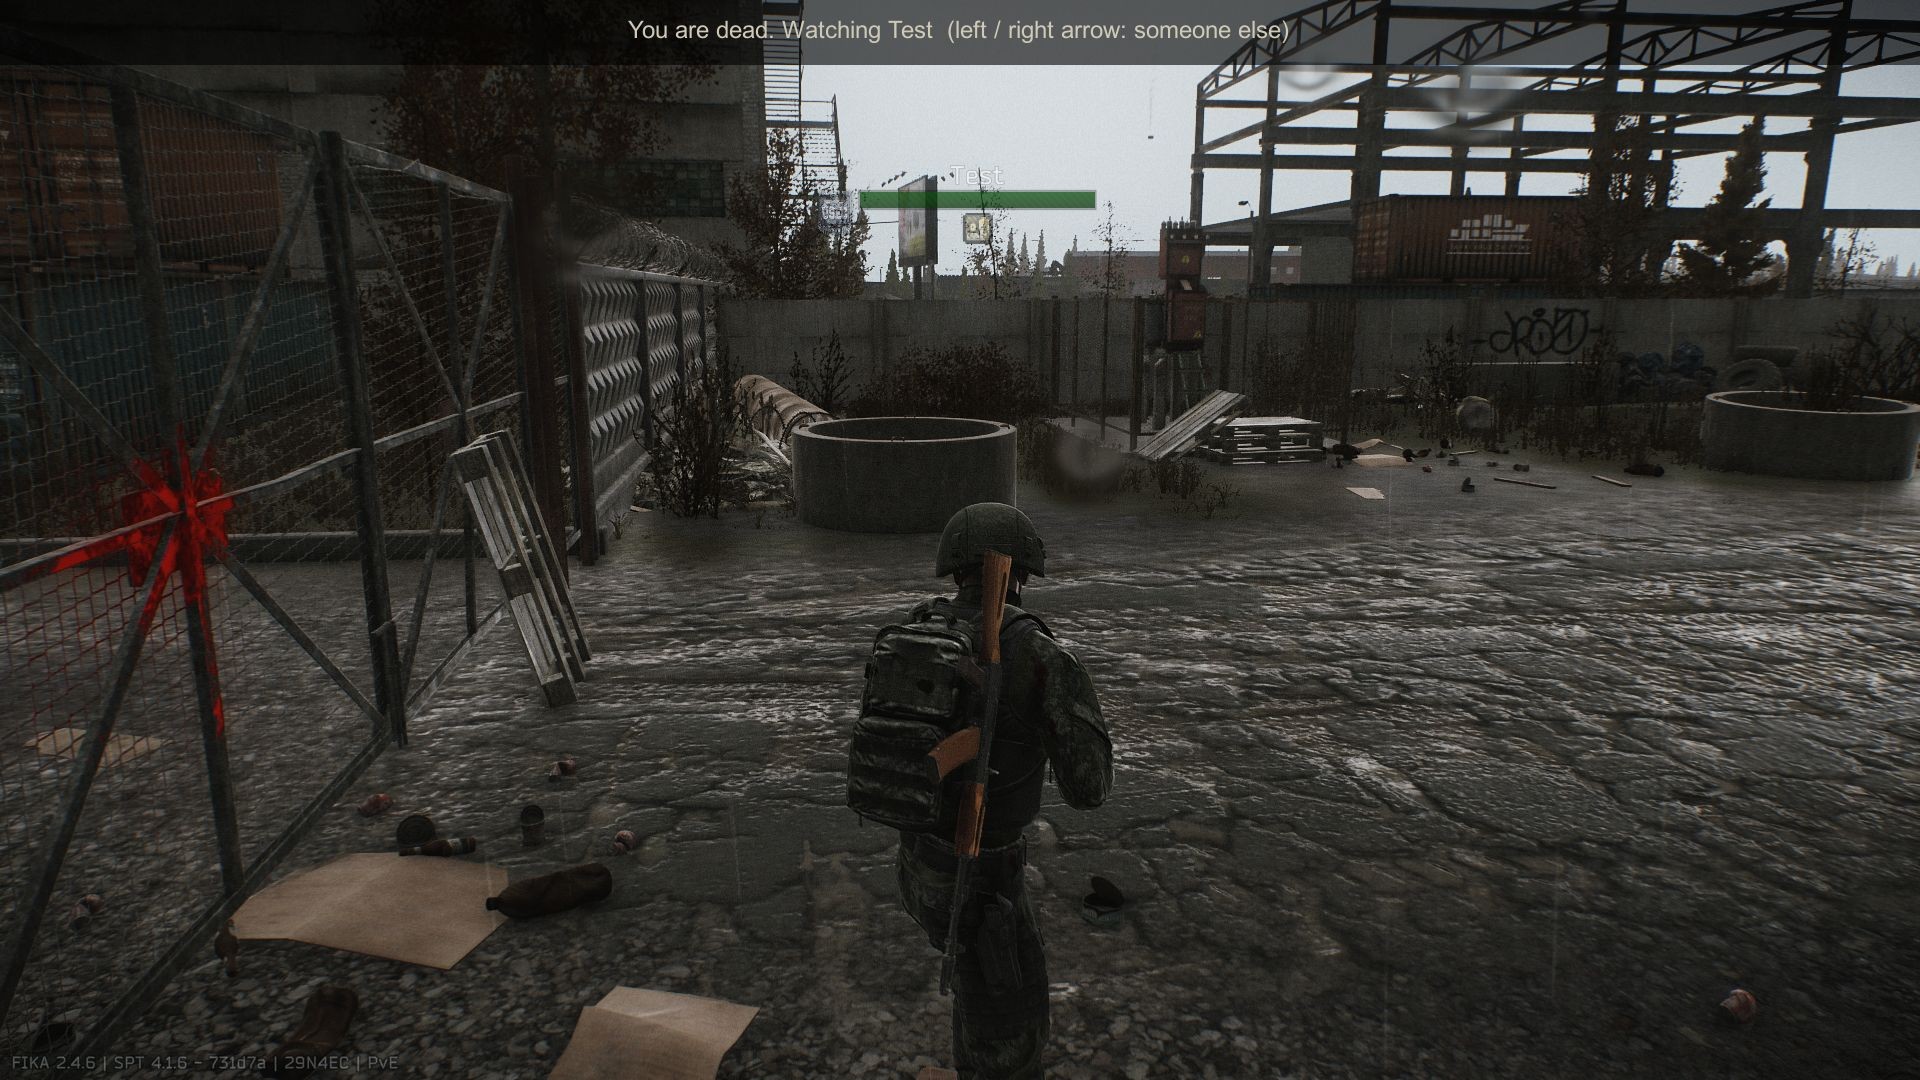 You are dead. Watching Test (left / right arrow: someone else)
Test
FIKA 2.4.6 | SPT 4.1.6 - 731d7a | 29N4EC | PvE